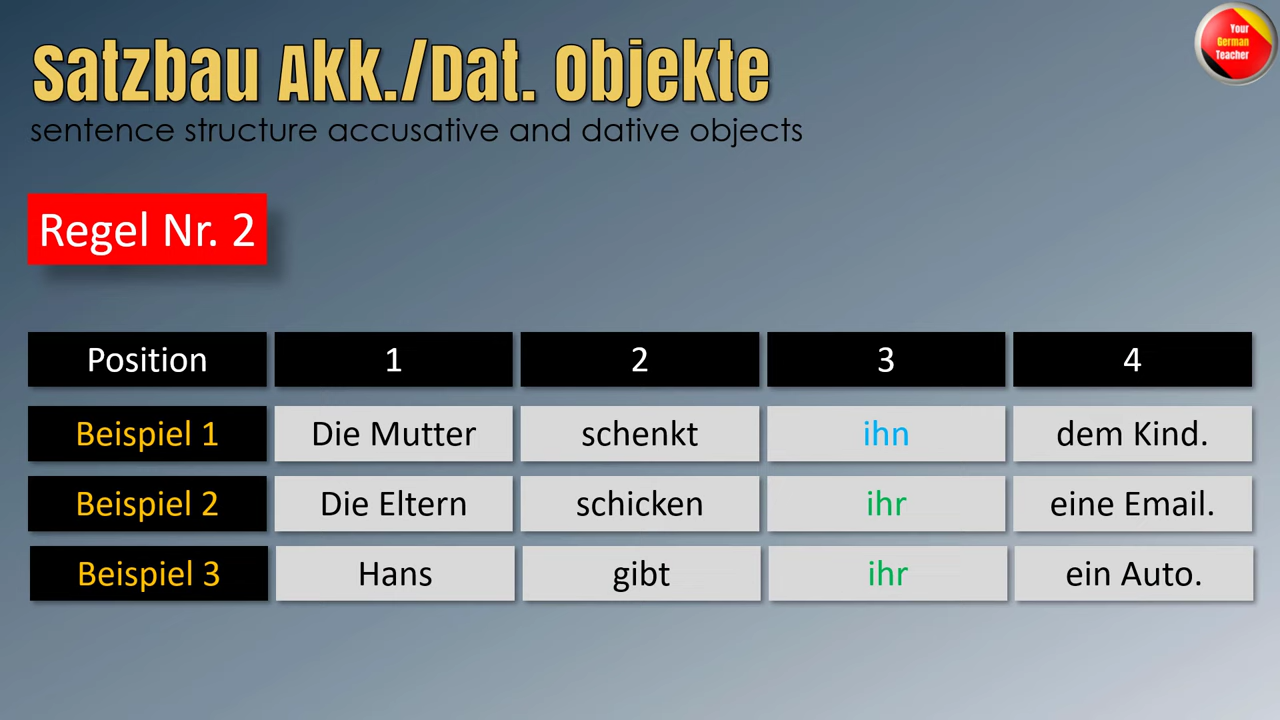 Satzbau Akk./Dat. Objekte
sentence structure accusative and dative objects
Your
German
Teacher
Regel Nr. 2
Position 1 2 3 4
Beispiel 1 Die Mutter schenkt ihn dem Kind.
Beispiel 2 Die Eltern schicken ihr eine Email.
Beispiel 3 Hans gibt ihr ein Auto.